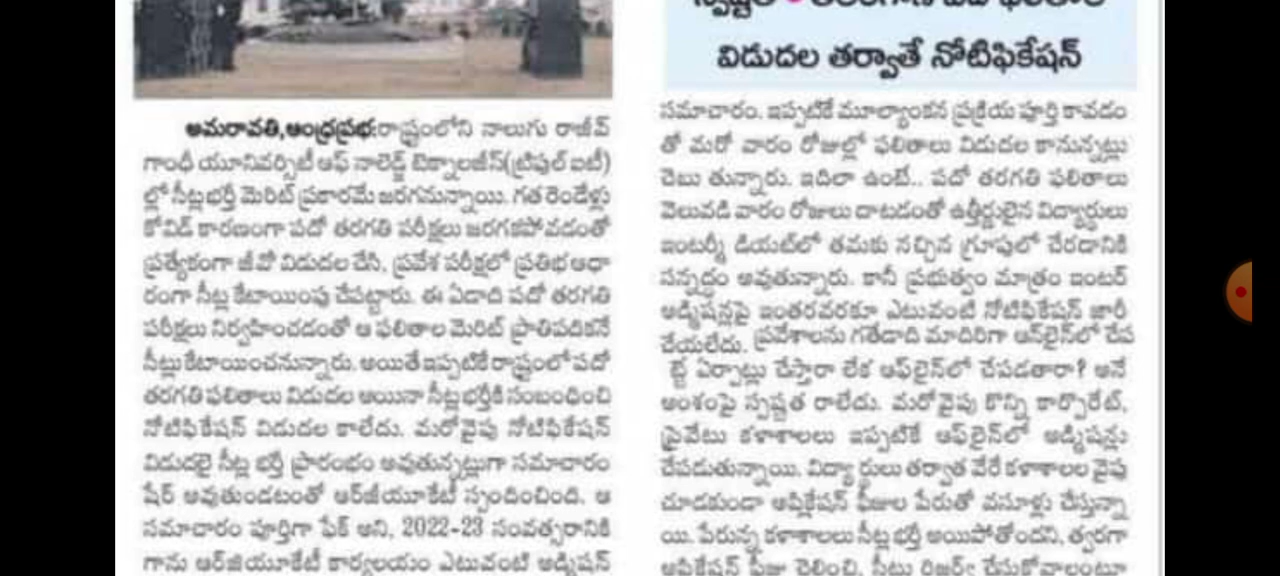 విడుదల తర్వాతే నోటిఫికేషన్
అమరావతి,ఆంధ్రప్రభ:రాష్ట్రంలోని నాలుగు రాజీవ్
గాంధీ యూనివర్సిటీ ఆఫ్ నాలెడ్జ్ టెక్నాలజీస్(ట్రిపుల్ ఐటీ)
ల్లో సీట్లభర్తీ మెరిట్ ప్రకారమే జరగనున్నాయి. గత రెండేళ్లు
కోవిడ్ కారణంగా పదో తరగతి పరీక్షలు జరగకపోవడంతో
ప్రత్యేకంగా జీవో విడుదల చేసి, ప్రవేశ పరీక్షలో ప్రతిభ ఆధా
రంగా సీట్ల కేటాయింపు చేపట్టారు. ఈ ఏడాది పదో తరగతి
పరీక్షలు నిర్వహించడంతో ఆ ఫలితాల మెరిట్ ప్రాతిపదికనే
సీట్లు కేటాయించనున్నారు. అయితే ఇప్పటికే రాష్ట్రంలో పదో
తరగతి ఫలితాలు విడుదల అయినా సీట్ల భర్తీకి సంబంధించి
నోటిఫికేషన్ విడుదల కాలేదు. మరోవైపు నోటిఫికేషన్
విడుదలై సీట్ల భర్తీ ప్రారంభం అవుతున్నట్లుగా సమాచారం
షేర్ అవుతుండటంతో ఆర్‌జీయూకేటీ స్పందించింది. ఆ
సమాచారం పూర్తిగా ఫేక్ అని, 2022-23 సంవత్సరానికి
గాను ఆర్‌జీయూకేటీ కార్యలయం ఎటువంటి అడ్మిషన్
సమాచారం. ఇప్పటికే మూల్యాంకన ప్రక్రియ పూర్తి కావడం
తో మరో వారం రోజుల్లో ఫలితాలు విడుదల కానున్నట్లు
చెబు తున్నారు. ఇదిలా ఉంటే.. పదో తరగతి ఫలితాలు
వెలువడి వారం రోజులు దాటడంతో ఉత్తీర్ణులైన విద్యార్థులు
ఇంటర్మీ డియట్‌లో తమకు నచ్చిన గ్రూపులో చేరడానికి
సన్నద్ధం అవుతున్నారు. కానీ ప్రభుత్వం మాత్రం ఇంటర్
అడ్మిషన్లపై ఇంతరవరకూ ఎటువంటి నోటిఫికేషన్ జారీ
చేయలేదు. ప్రవేశాలను గతేడాది మాదిరిగా ఆన్‌లైన్‌లో చేప
ట్టే ఏర్పాట్లు చేస్తారా లేక ఆఫ్‌లైన్‌లో చేపడతారా? అనే
అంశంపై స్పష్టత రాలేదు. మరోవైపు కొన్ని కార్పొరేట్,
ప్రైవేటు కళాశాలలు ఇప్పటికే ఆఫ్‌లైన్‌లో అడ్మిషన్లు
చేపడుతున్నాయి. విద్యా ర్థులు తర్వాత వేరే కళాశాలల వైపు
చూడకుండా అప్లికేషన్ ఫీజుల పేరుతో వసూళ్లు చేస్తున్నా
యి. పేరున్న కళాశాలలు సీట్ల భర్తీ అయిపోతోందని, త్వరగా
అప్లికేషన్ ఫీజు చెల్లించి, సీటు రిజర్వ్ చేసుకోవాలంటూ